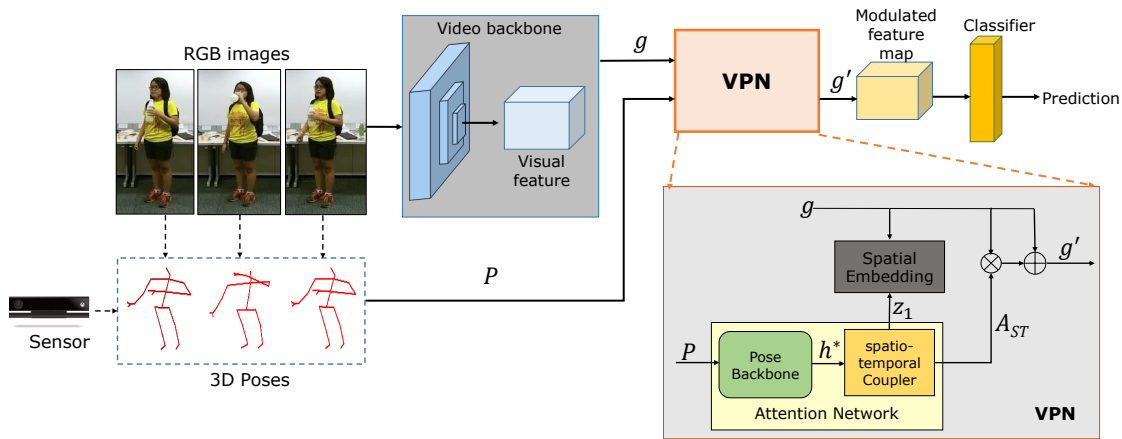 RGB images
Video backbone
Visual
feature
g
VPN
g′
Modulated
feature
map
Classifier
Prediction
P
Sensor
3D Poses
g
Spatial
Embedding
g′
z₁
A_ST
P
Pose
Backbone
h*
spatio-
temporal
Coupler
Attention Network
VPN